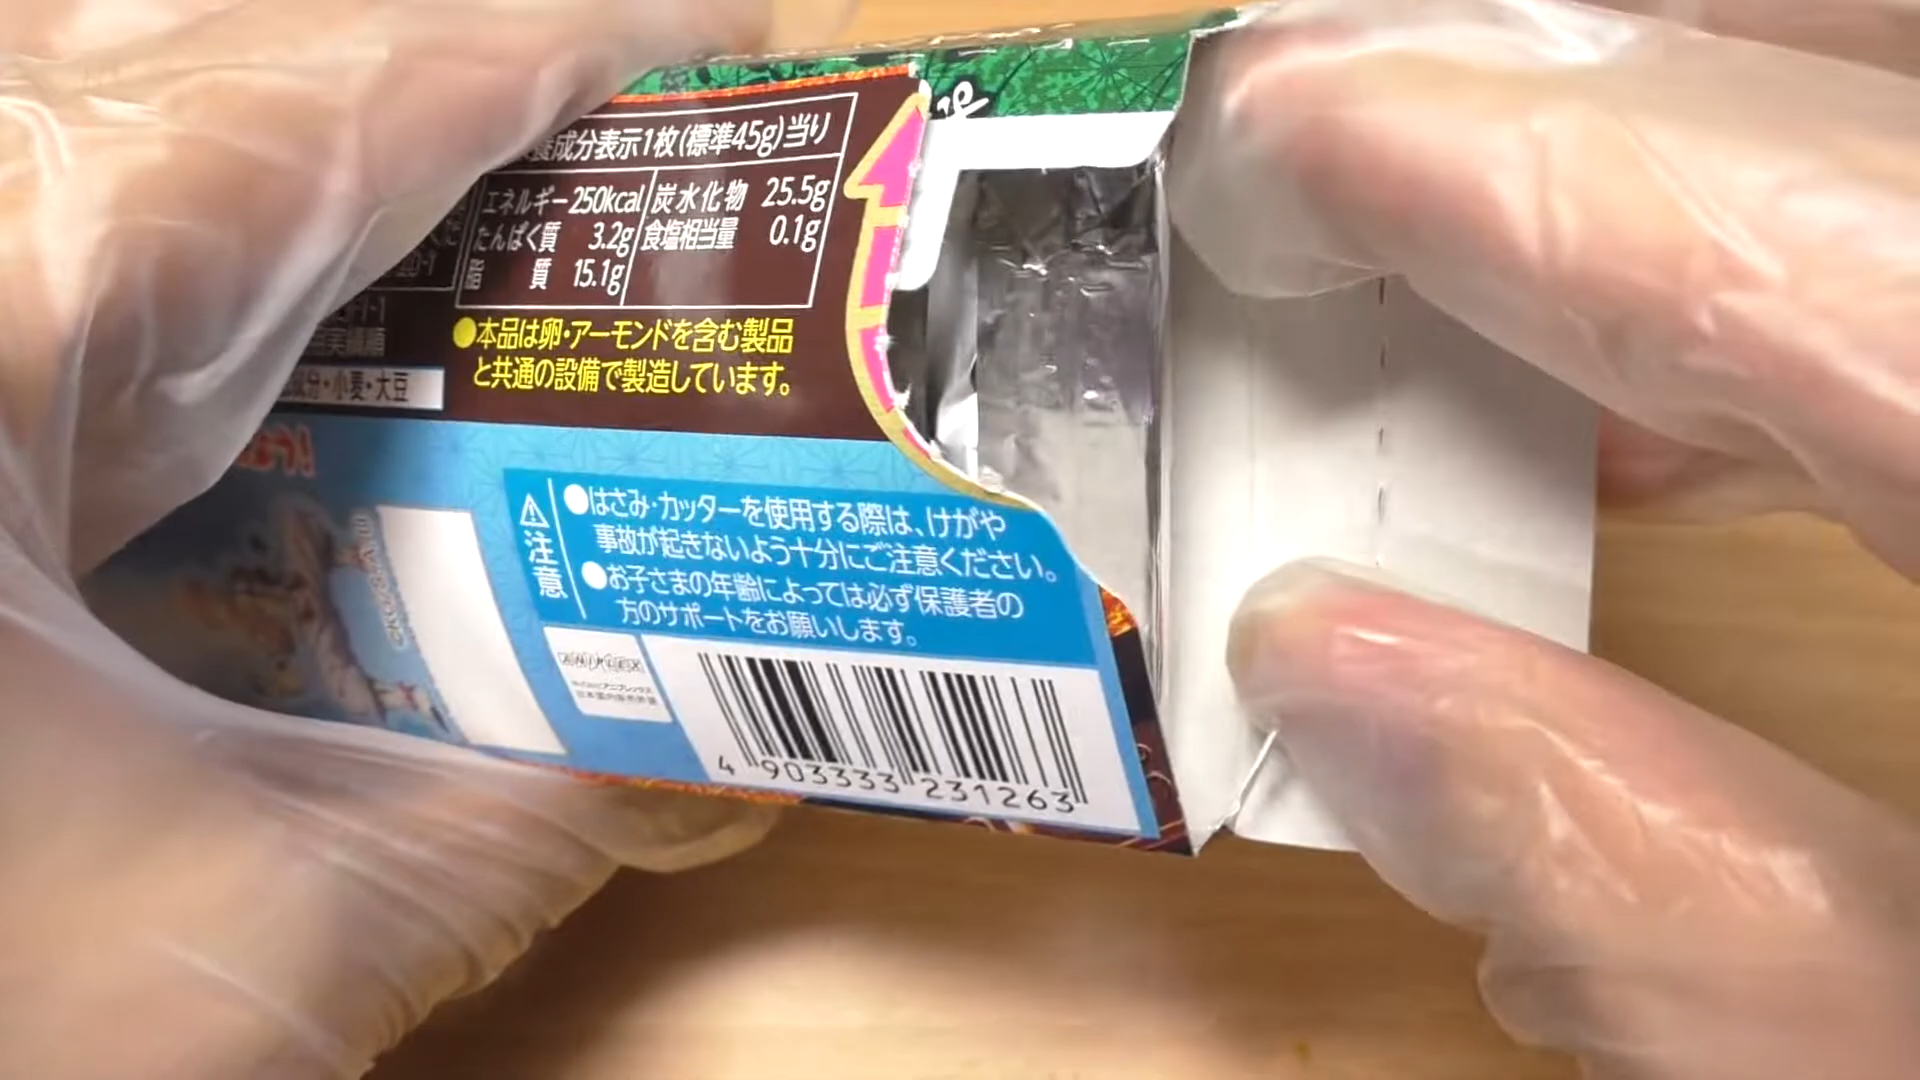 養成分表示1枚(標準45g)当り
エネルギー 250kcal 炭水化物 25.5g
たんぱく質 3.2g 食塩相当量 0.1g
脂質 15.1g
●本品は卵・アーモンドを含む製品
と共通の設備で製造しています。
成分・小麦・大豆
⚠注意
●はさみ・カッターを使用する際は、けがや
事故が起きないよう十分にご注意ください。
●お子さまの年齢によっては必ず保護者の
方のサポートをお願いします。
4 903333 231263